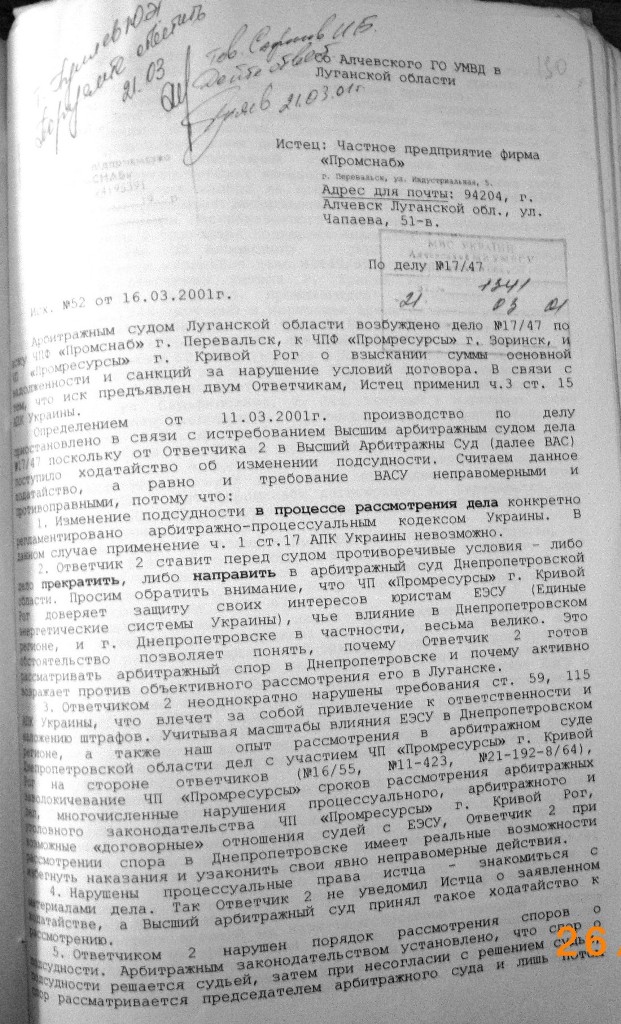 21.03
21.03.01г
130
Алчевского ГО УМВД в
Луганской области
Истец: Частное предприятие фирма
«Промснаб»
г. Перевальск, ул. Индустриальная, 5.
Адрес для почты: 94204, г.
Алчевск Луганской обл., ул.
Чапаева, 51-в.
По делу №17/47
МВС УКРАЇНИ
1341
21 03 01
Исх. №52 от 16.03.2001г.
Арбитражным судом Луганской области возбуждено дело №17/47 по
ЧПФ «Промснаб» г. Перевальск, к ЧПФ «Промресурсы» г. Зоринск, и
«Промресурсы» г. Кривой Рог о взыскании суммы основной
и санкций за нарушение условий договора. В связи с
что иск предъявлен двум Ответчикам, Истец применил ч.3 ст. 15
Украины.
Определением от 11.03.2001г. производство по делу
приостановлено в связи с истребованием Высшим арбитражным судом дела
№17/47 поскольку от Ответчика 2 в Высший Арбитражны Суд (далее ВАС)
поступило ходатайство об изменении подсудности. Считаем данное
ходатайство, а равно и требование ВАСУ неправомерными и
противоправными, потому что:
1. Изменение подсудности в процессе рассмотрения дела конкретно
регламентировано арбитражно-процессуальным кодексом Украины. В
данном случае применение ч. 1 ст.17 АПК Украины невозможно.
2. Ответчик 2 ставит перед судом противоречивые условия – либо
дело прекратить, либо направить в арбитражный суд Днепропетровской
области. Просим обратить внимание, что ЧП «Промресурсы» г. Кривой
Рог доверяет защиту своих интересов юристам ЕЭСУ (Единые
энергетические системы Украины), чье влияние в Днепропетровском
регионе, и г. Днепропетровске в частности, весьма велико. Это
обстоятельство позволяет понять, почему Ответчик 2 готов
рассматривать арбитражный спор в Днепропетровске и почему активно
возражает против объективного рассмотрения его в Луганске.
3. Ответчиком 2 неоднократно нарушены требования ст. 59, 115
АПК Украины, что влечет за собой привлечение к ответственности и
наложению штрафов. Учитывая масштабы влияния ЕЭСУ в Днепропетровском
регионе, а также наш опыт рассмотрения в арбитражном суде
Днепропетровской области дел с участием ЧП «Промресурсы» г. Кривой
Рог на стороне ответчиков (№16/55, №11-423, №21-192-8/64),
заволокичевание ЧП «Промресурсы» сроков рассмотрения арбитражных
дел, многочисленные нарушения процессуального, арбитражного и
уголовного законодательства ЧП «Промресурсы» г. Кривой Рог,
возможные «договорные» отношения судей с ЕЭСУ, Ответчик 2 при
рассмотрении спора в Днепропетровске имеет реальные возможности
избегнуть наказания и узаконить свои явно неправомерные действия.
4. Нарушены процессуальные права истца – знакомиться с
материалами дела. Так Ответчик 2 не уведомил Истца о заявленном
ходатайстве, а Высший арбитражный суд принял такое ходатайство к
рассмотрению.
5. Ответчиком 2 нарушен порядок рассмотрения споров о
подсудности. Арбитражным законодательством установлено, что спор о
подсудности решается судьей, затем при несогласии с решением судьи
спор рассматривается председателем арбитражного суда и лишь
26.